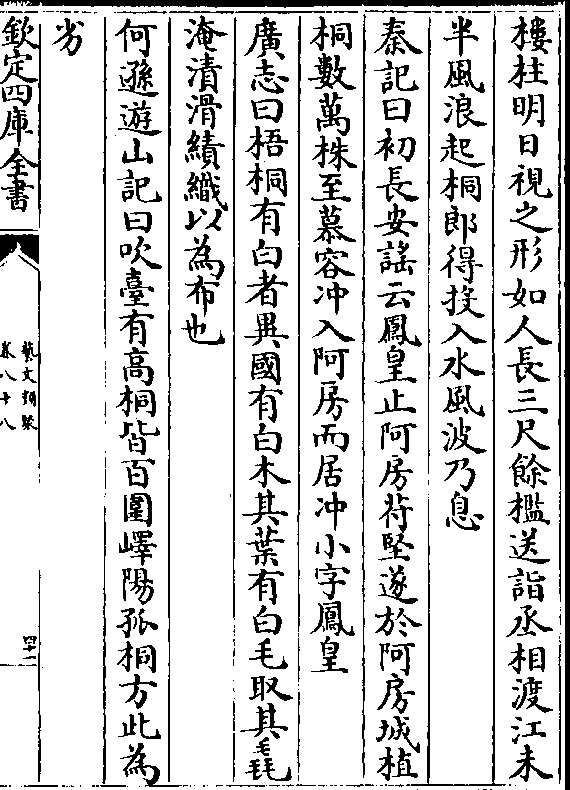 樓柱明日視之形如人長三尺餘檻送詣丞相渡江未
半風浪起桐郎得投入水風波乃息
秦記曰初長安謡云鳳皇止阿房苻堅遂於阿房城植
桐數萬株至慕容冲入阿房而居冲小字鳳皇
廣志曰梧桐有白者異國有白木其葉有白毛取其毳
淹漬滑績織以為布也
何遜遊山記曰吹臺有高桐皆百圍嶧陽孤桐方此為
劣
欽定四庫全書
藝文類聚
卷八十八
四十一